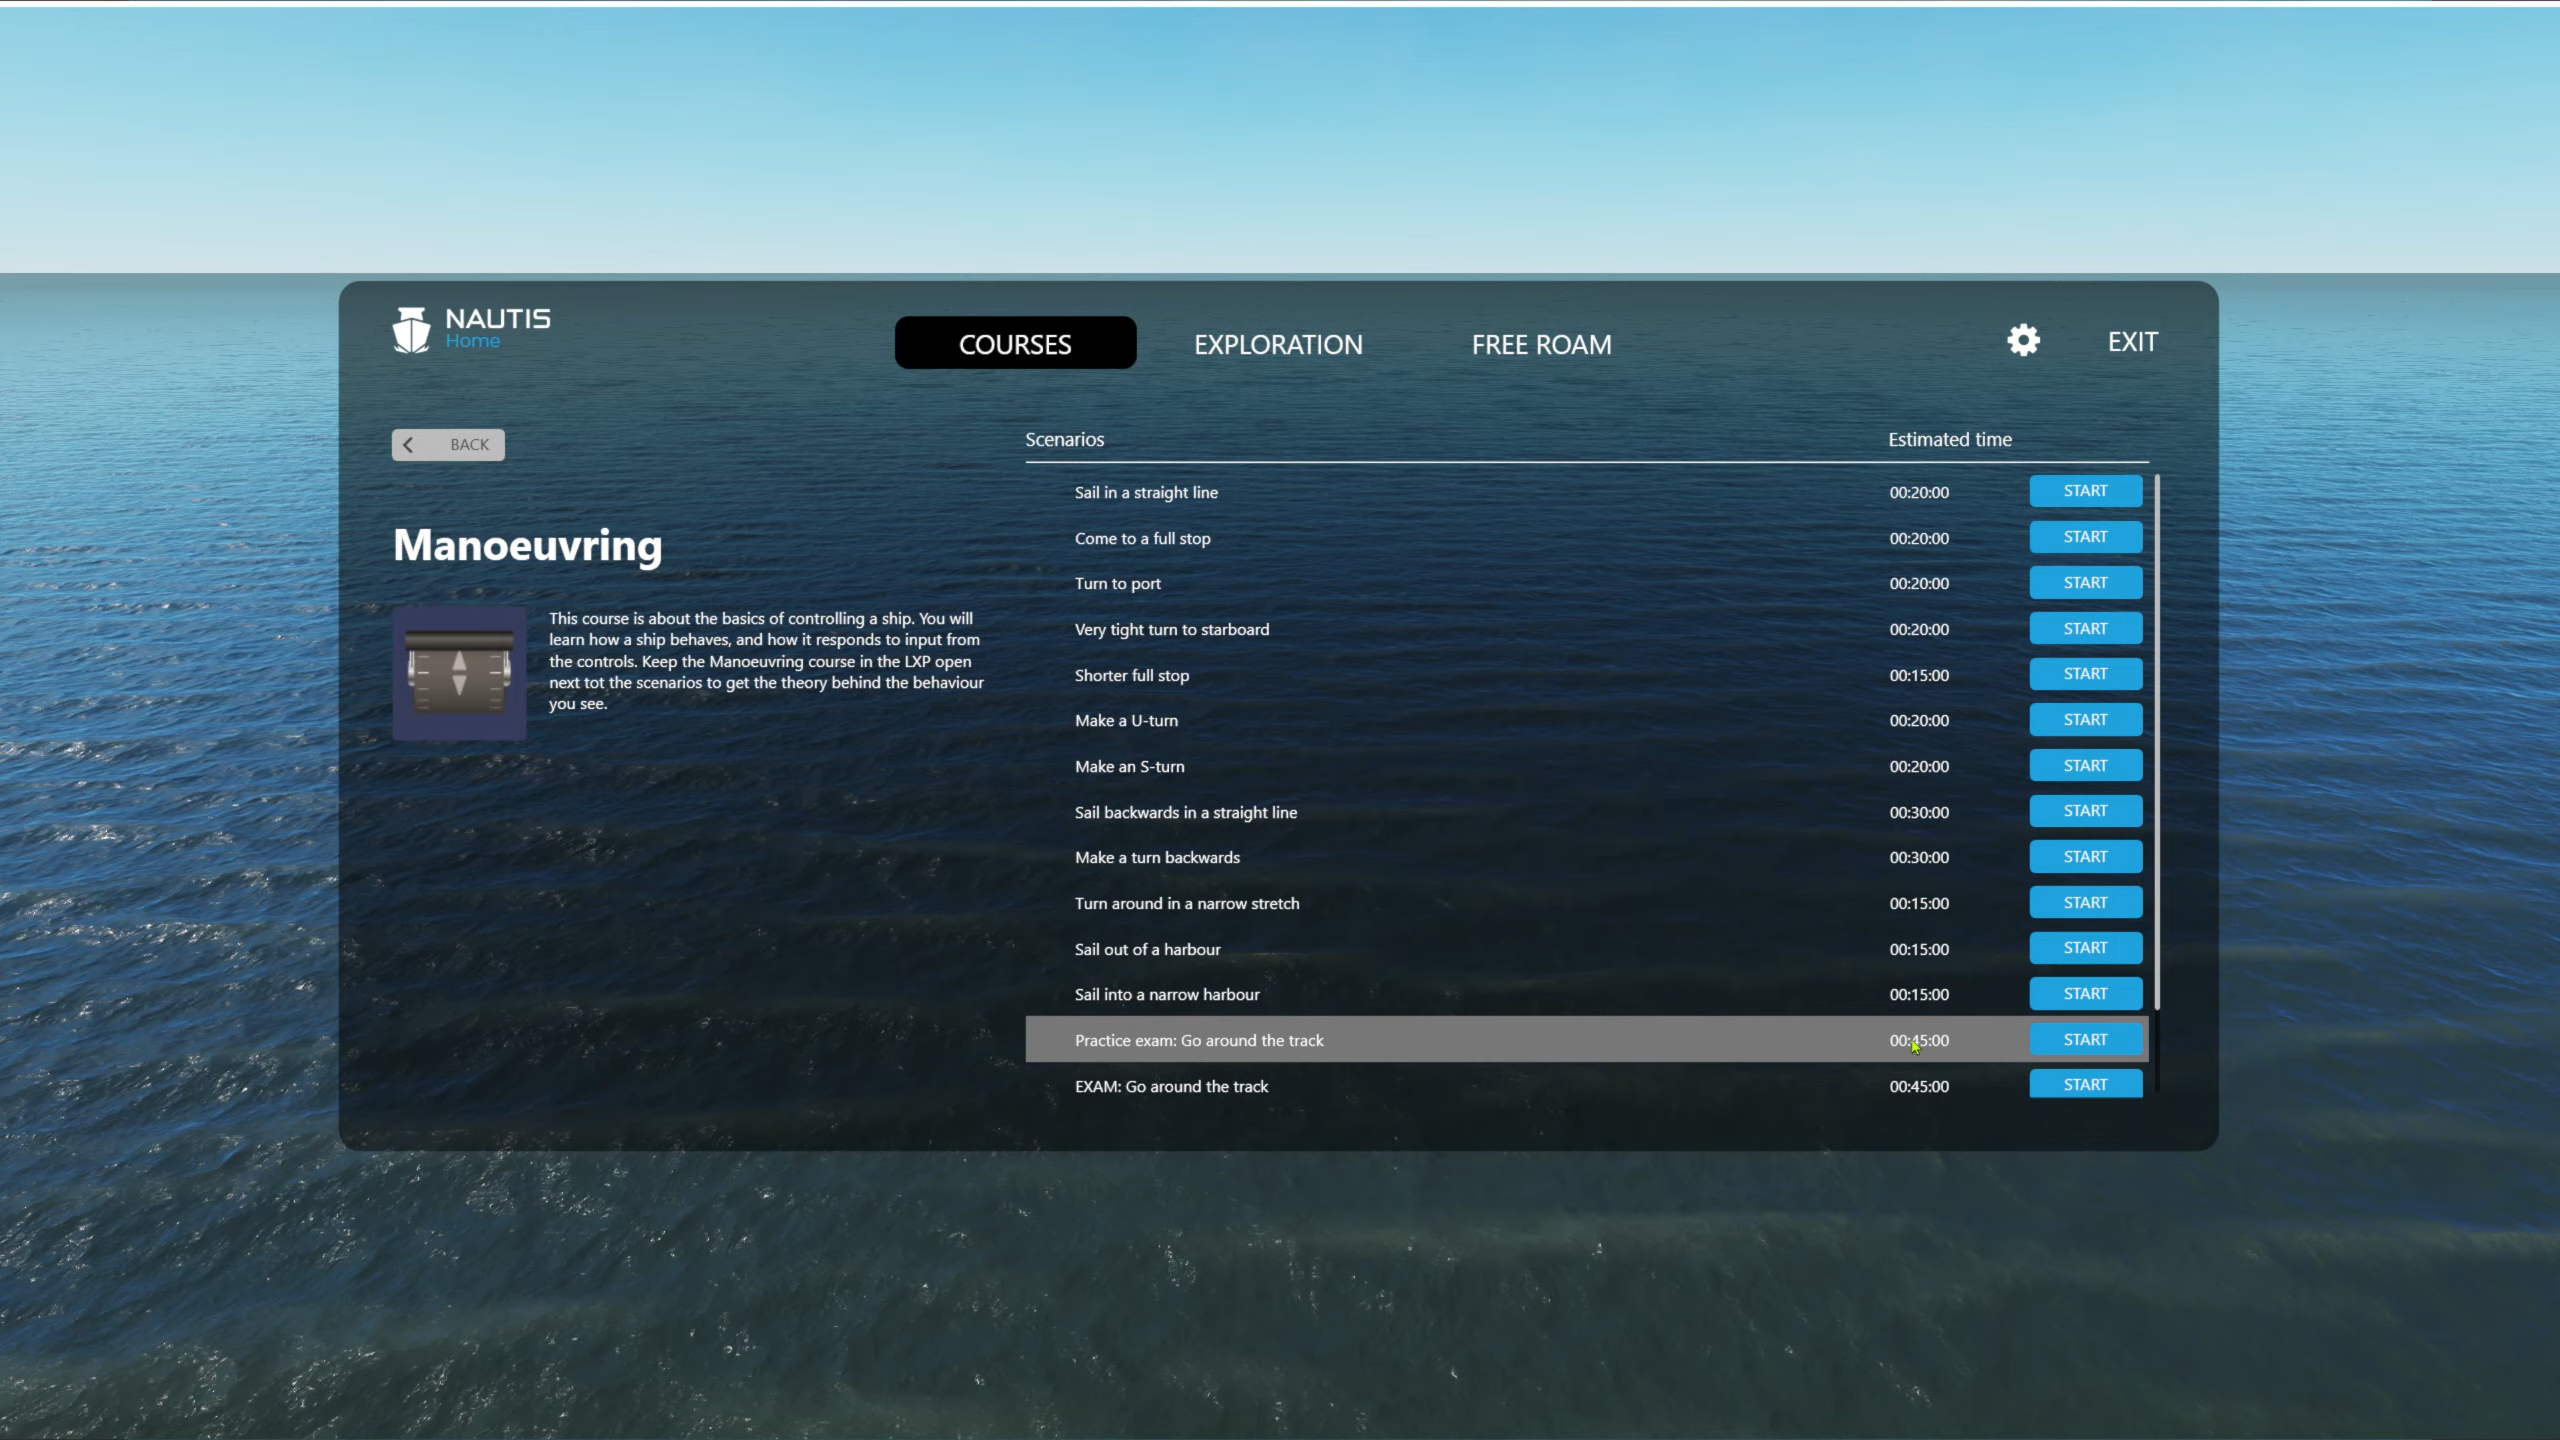 NAUTIS
Home
COURSES
EXPLORATION
FREE ROAM
EXIT
BACK
Manoeuvring
This course is about the basics of controlling a ship. You will
learn how a ship behaves, and how it responds to input from
the controls. Keep the Manoeuvring course in the LXP open
next tot the scenarios to get the theory behind the behaviour
you see.
Scenarios Estimated time
Sail in a straight line 00:20:00 START
Come to a full stop 00:20:00 START
Turn to port 00:20:00 START
Very tight turn to starboard 00:20:00 START
Shorter full stop 00:15:00 START
Make a U-turn 00:20:00 START
Make an S-turn 00:20:00 START
Sail backwards in a straight line 00:30:00 START
Make a turn backwards 00:30:00 START
Turn around in a narrow stretch 00:15:00 START
Sail out of a harbour 00:15:00 START
Sail into a narrow harbour 00:15:00 START
Practice exam: Go around the track 00:45:00 START
EXAM: Go around the track 00:45:00 START